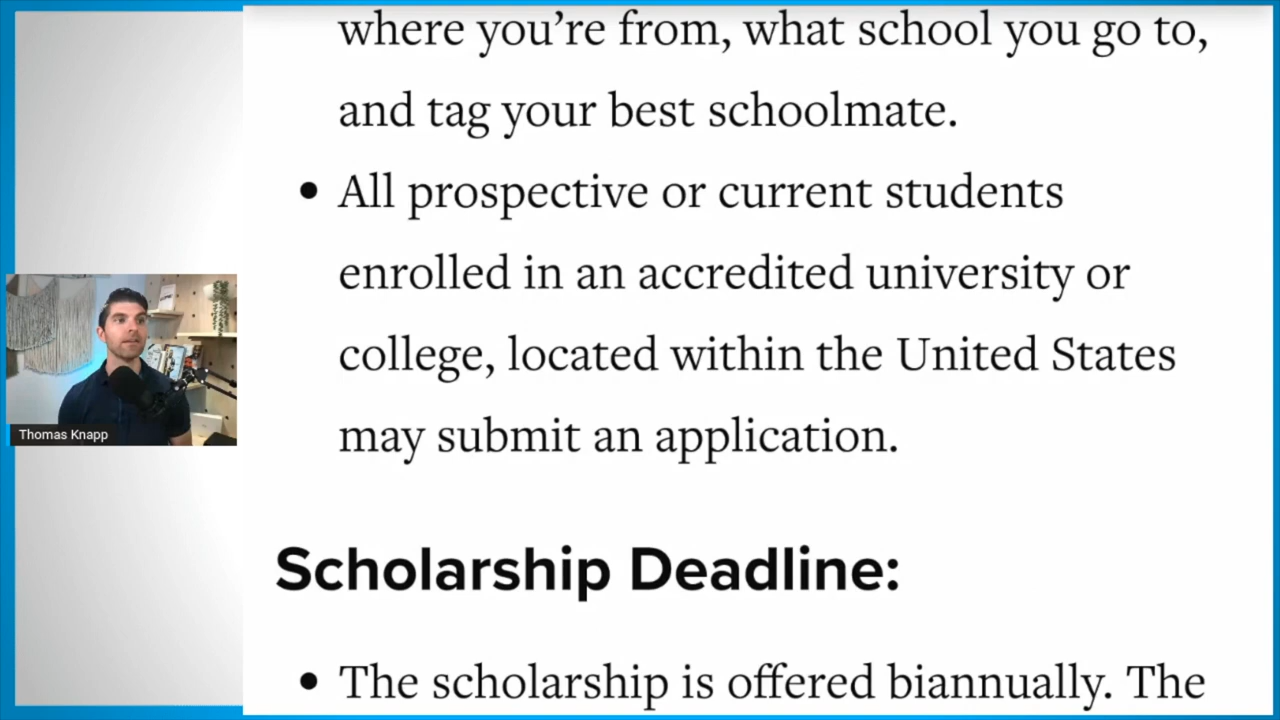 where you’re from, what school you go to,
and tag your best schoolmate.
• All prospective or current students
enrolled in an accredited university or
college, located within the United States
may submit an application.
Scholarship Deadline:
• The scholarship is offered biannually. The
Thomas Knapp